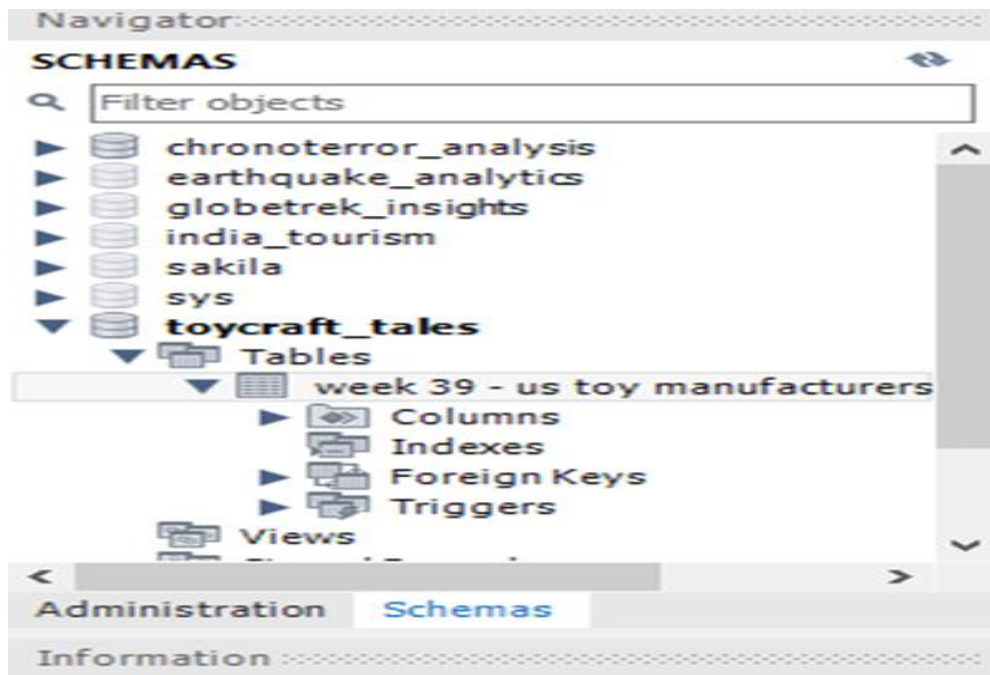 Navigator
SCHEMAS
Filter objects
chronoterror_analysis
earthquake_analytics
globetrek_insights
india_tourism
sakila
sys
toycraft_tales
Tables
week 39 - us toy manufacturers
Columns
Indexes
Foreign Keys
Triggers
Views
Administration Schemas
Information